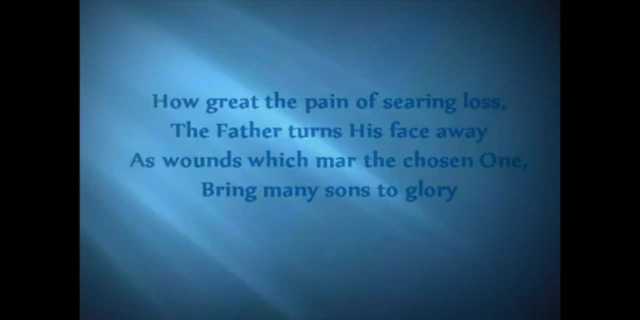 How great the pain of searing loss,
The Father turns His face away
As wounds which mar the chosen One,
Bring many sons to glory